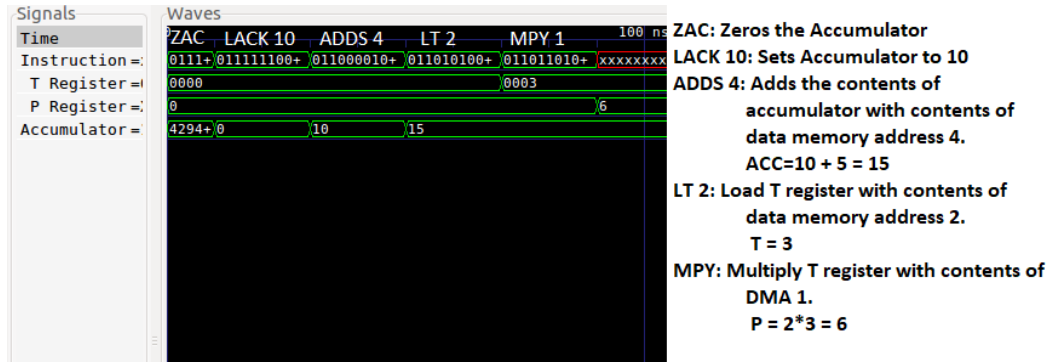 Signals
Waves
Time
ZAC LACK 10 ADDS 4 LT 2 MPY 1 100 ns
Instruction = 0111+ 011111100+ 011000010+ 011010100+ 011011010+ xxxxxxxx
T Register = 0000 0003
P Register = 0 6
Accumulator = 4294+ 0 10 15
ZAC: Zeros the Accumulator
LACK 10: Sets Accumulator to 10
ADDS 4: Adds the contents of
accumulator with contents of
data memory address 4.
ACC=10 + 5 = 15
LT 2: Load T register with contents of
data memory address 2.
T = 3
MPY: Multiply T register with contents of
DMA 1.
P = 2*3 = 6